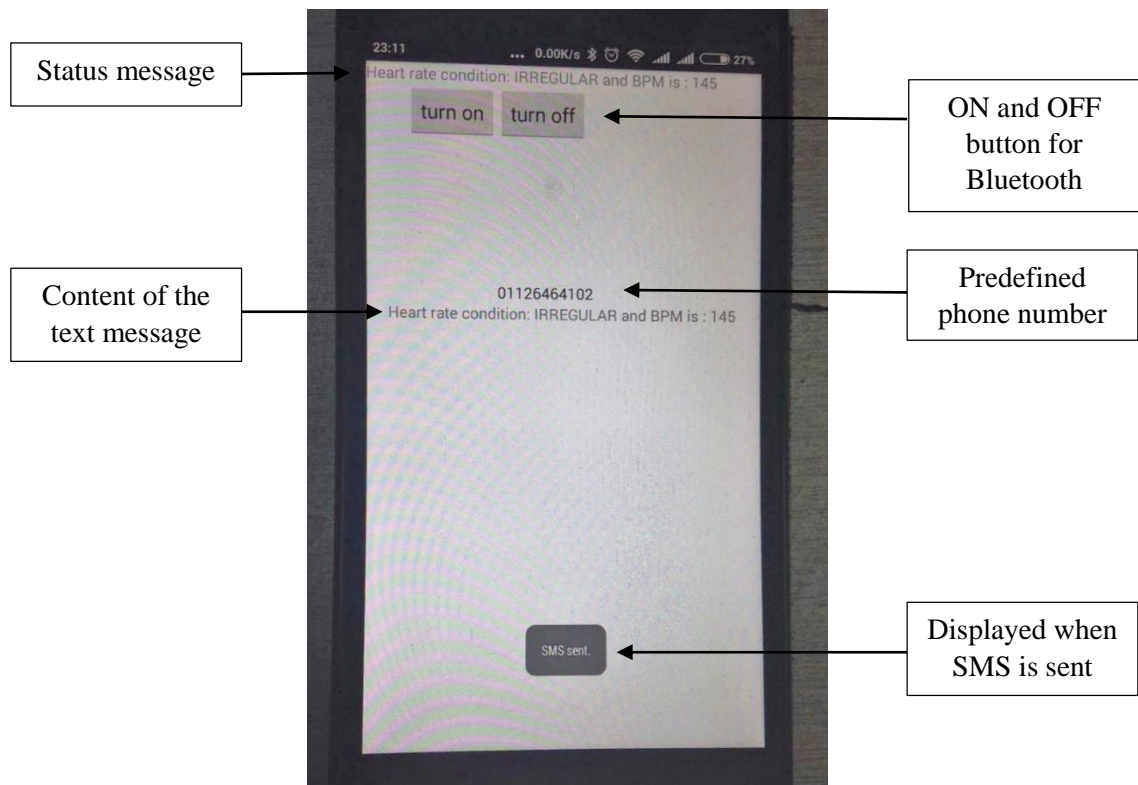 Status message
23:11 ... 0.00K/s 27%
Heart rate condition: IRREGULAR and BPM is : 145
turn on turn off
ON and OFF
button for
Bluetooth
Content of the
text message
01126464102
Heart rate condition: IRREGULAR and BPM is : 145
Predefined
phone number
SMS sent.
Displayed when
SMS is sent